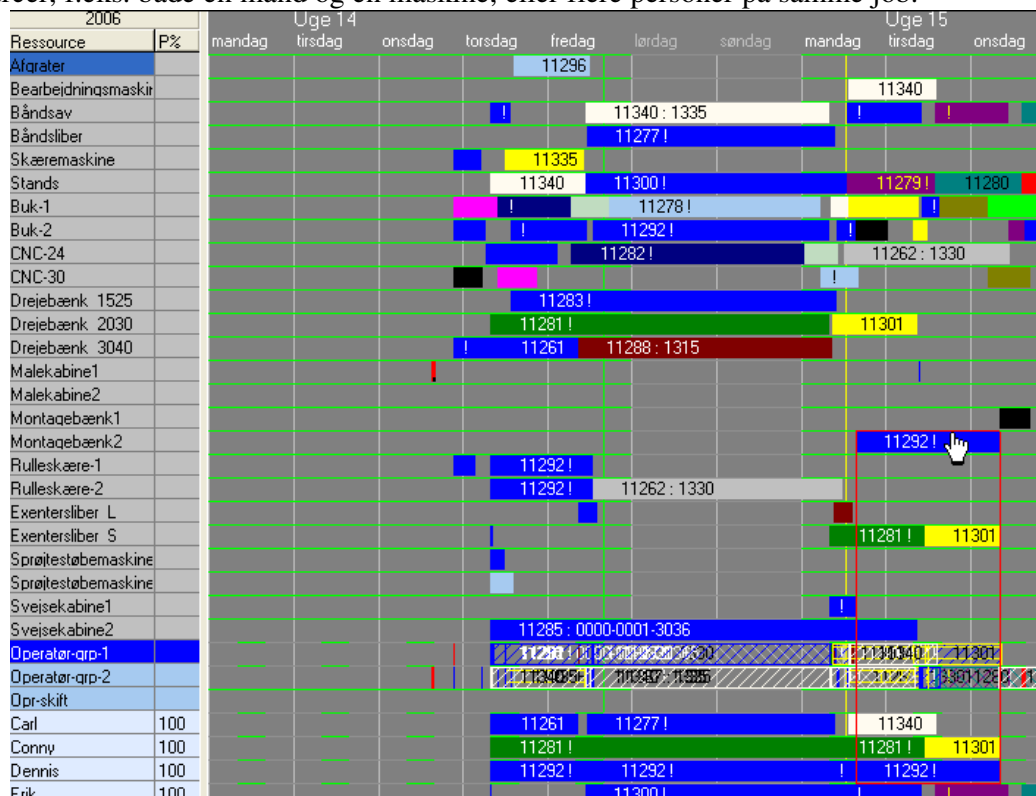 2006 Uge 14 Uge 15
Ressource P% mandag tirsdag onsdag torsdag fredag lørdag søndag mandag tirsdag onsdag
Afgrater 11296
Bearbejdningsmaskir 11340
Båndsav ! 11340 : 1335 ! !
Båndsliber 11277 !
Skæremaskine 11335
Stands 11340 11300 ! 11279 ! 11280
Buk-1 ! 11278 ! !
Buk-2 ! 11292 ! !
CNC-24 11282 ! 11262 : 1330
CNC-30 !
Drejebænk 1525 11283 !
Drejebænk 2030 11281 ! 11301
Drejebænk 3040 ! 11261 11288 : 1315
Malekabine1
Malekabine2
Montagebænk1
Montagebænk2 11292 !
Rulleskære-1 11292 !
Rulleskære-2 11292 ! 11262 : 1330
Exentersliber L
Exentersliber S 11281 ! 11301
Sprøjtestøbemaskine
Sprøjtestøbemaskine
Svejsekabine1 !
Svejsekabine2 11285 : 0000-0001-3036
Operatør-grp-1 11301
Operatør-grp-2
Opr-skift
Carl 100 11261 11277 ! 11340
Conny 100 11281 ! 11281 ! 11301
Dennis 100 11292 ! 11292 ! ! 11292 !
Erik 100 11300 !